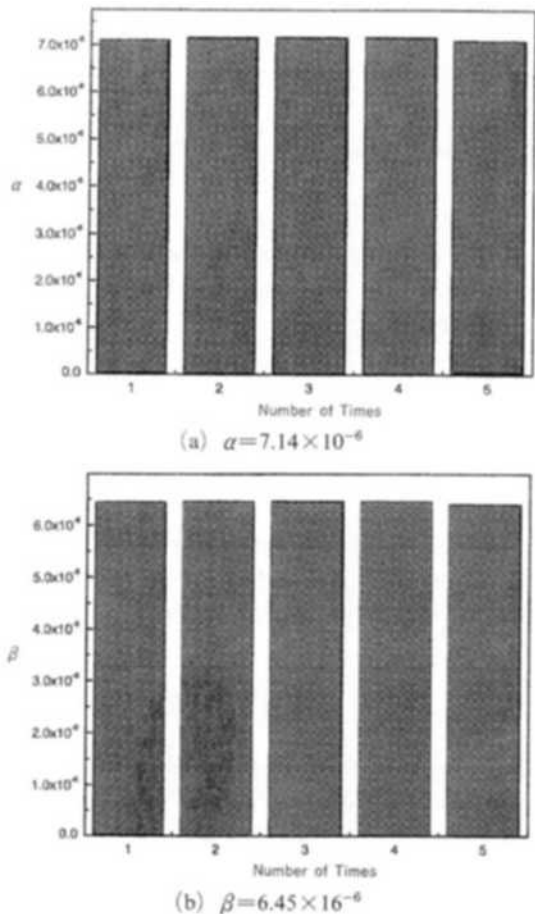 7.0x10⁻⁶
6.0x10⁻⁶
5.0x10⁻⁶
4.0x10⁻⁶
α
3.0x10⁻⁶
2.0x10⁻⁶
1.0x10⁻⁶
0.0
1 2 3 4 5
Number of Times
(a) α=7.14×10⁻⁶
6.0x10⁻⁶
5.0x10⁻⁶
4.0x10⁻⁶
β
3.0x10⁻⁶
2.0x10⁻⁶
1.0x10⁻⁶
0.0
1 2 3 4 5
Number of Times
(b) β=6.45×16⁻⁶